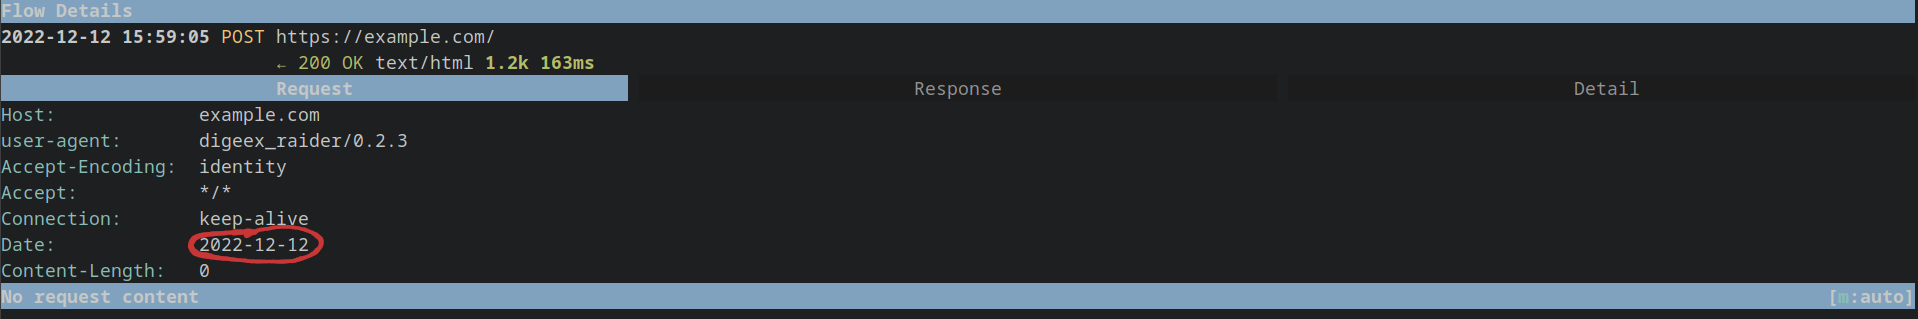 Flow Details
2022-12-12 15:59:05 POST https://example.com/
← 200 OK text/html 1.2k 163ms
Request Response Detail
Host: example.com
user-agent: digeex_raider/0.2.3
Accept-Encoding: identity
Accept: */*
Connection: keep-alive
Date: 2022-12-12
Content-Length: 0
No request content [m:auto]